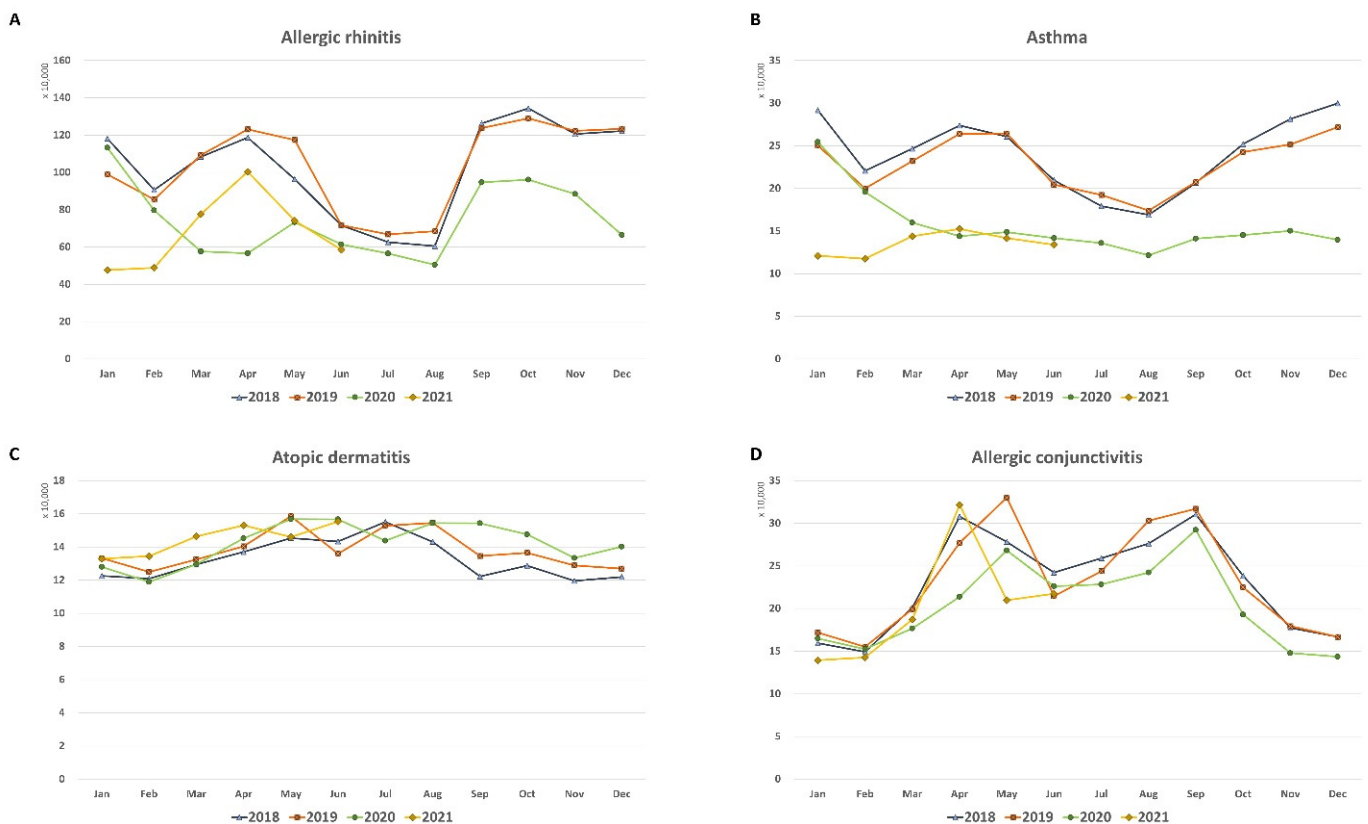 A
Allergic rhinitis
x 10,000
160
140
120
100
80
60
40
20
0
Jan Feb Mar Apr May Jun Jul Aug Sep Oct Nov Dec
2018 2019 2020 2021
B
Asthma
x 10,000
35
30
25
20
15
10
5
0
Jan Feb Mar Apr May Jun Jul Aug Sep Oct Nov Dec
2018 2019 2020 2021
C
Atopic dermatitis
x 10,000
18
16
14
12
10
8
6
4
2
0
Jan Feb Mar Apr May Jun Jul Aug Sep Oct Nov Dec
2018 2019 2020 2021
D
Allergic conjunctivitis
x 10,000
35
30
25
20
15
10
5
0
Jan Feb Mar Apr May Jun Jul Aug Sep Oct Nov Dec
2018 2019 2020 2021